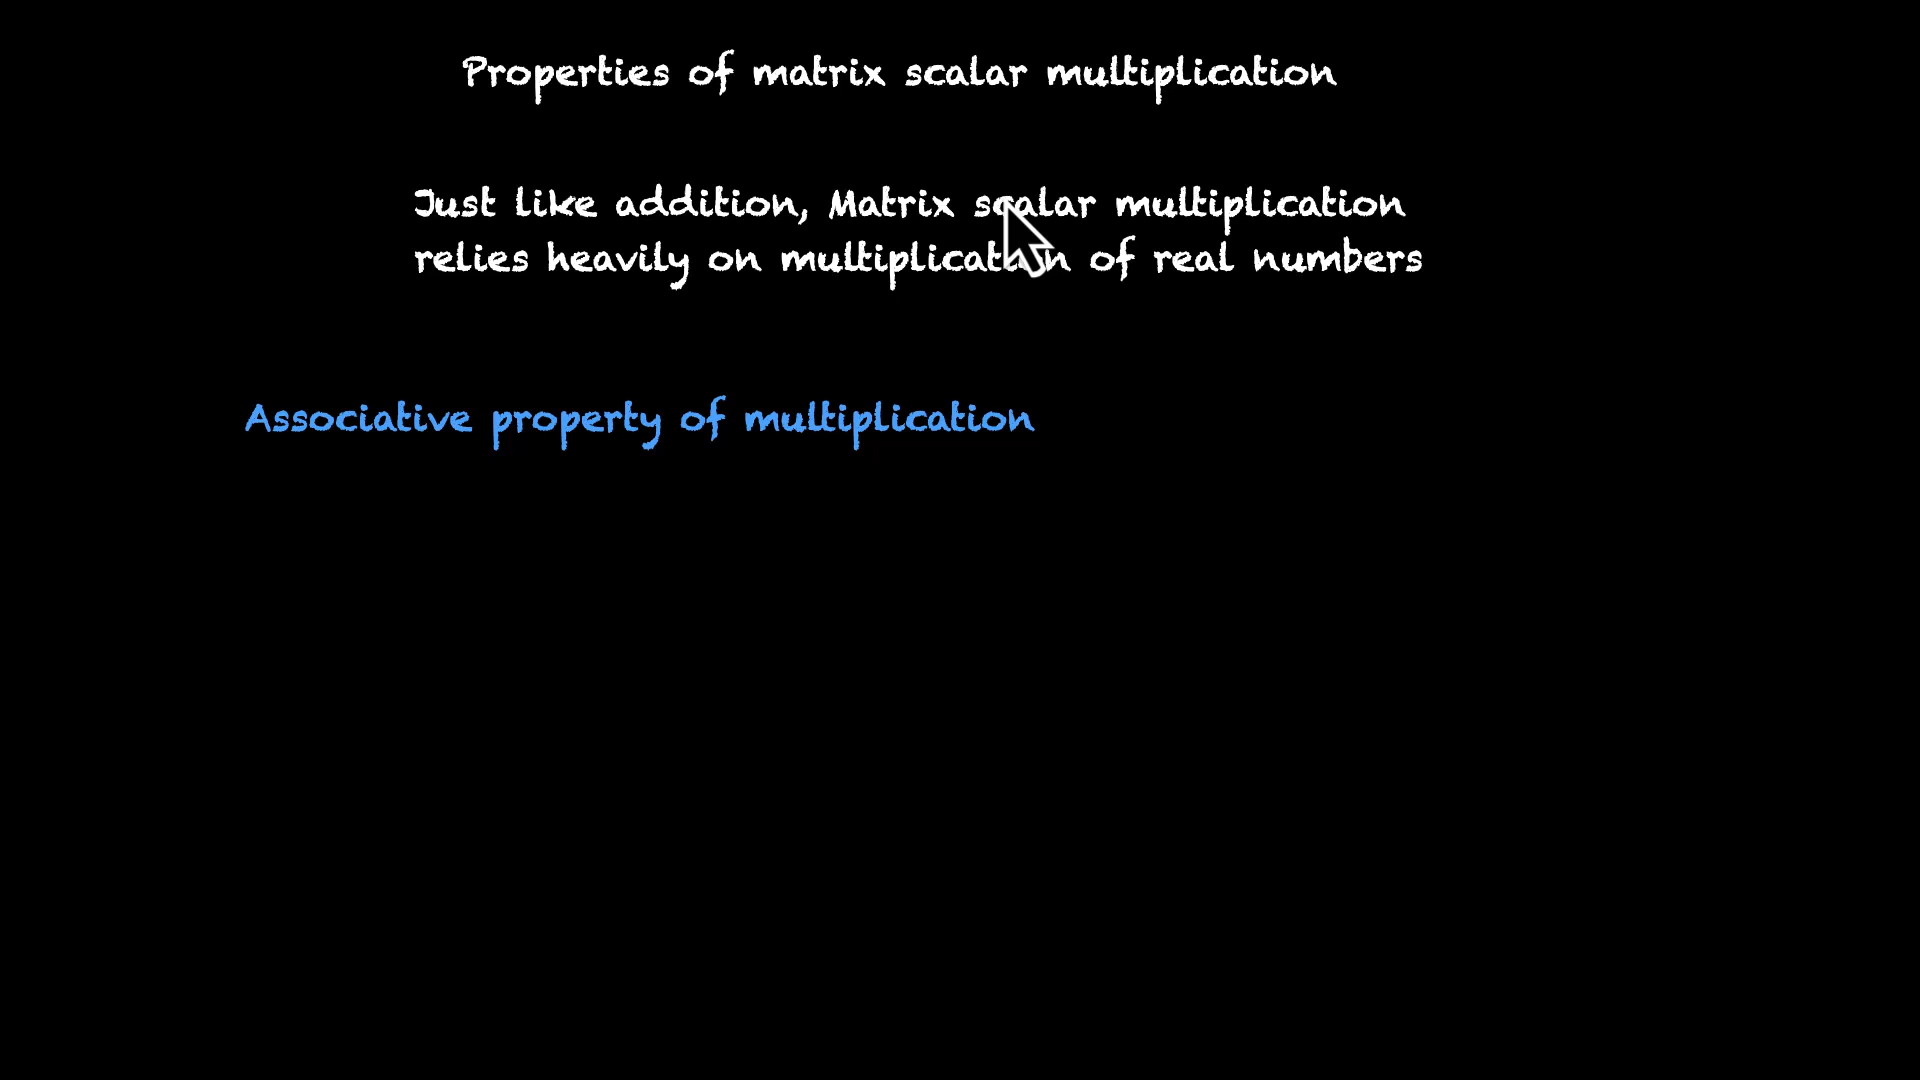 Properties of matrix scalar multiplication
Just like addition, Matrix scalar multiplication
relies heavily on multiplication of real numbers
Associative property of multiplication